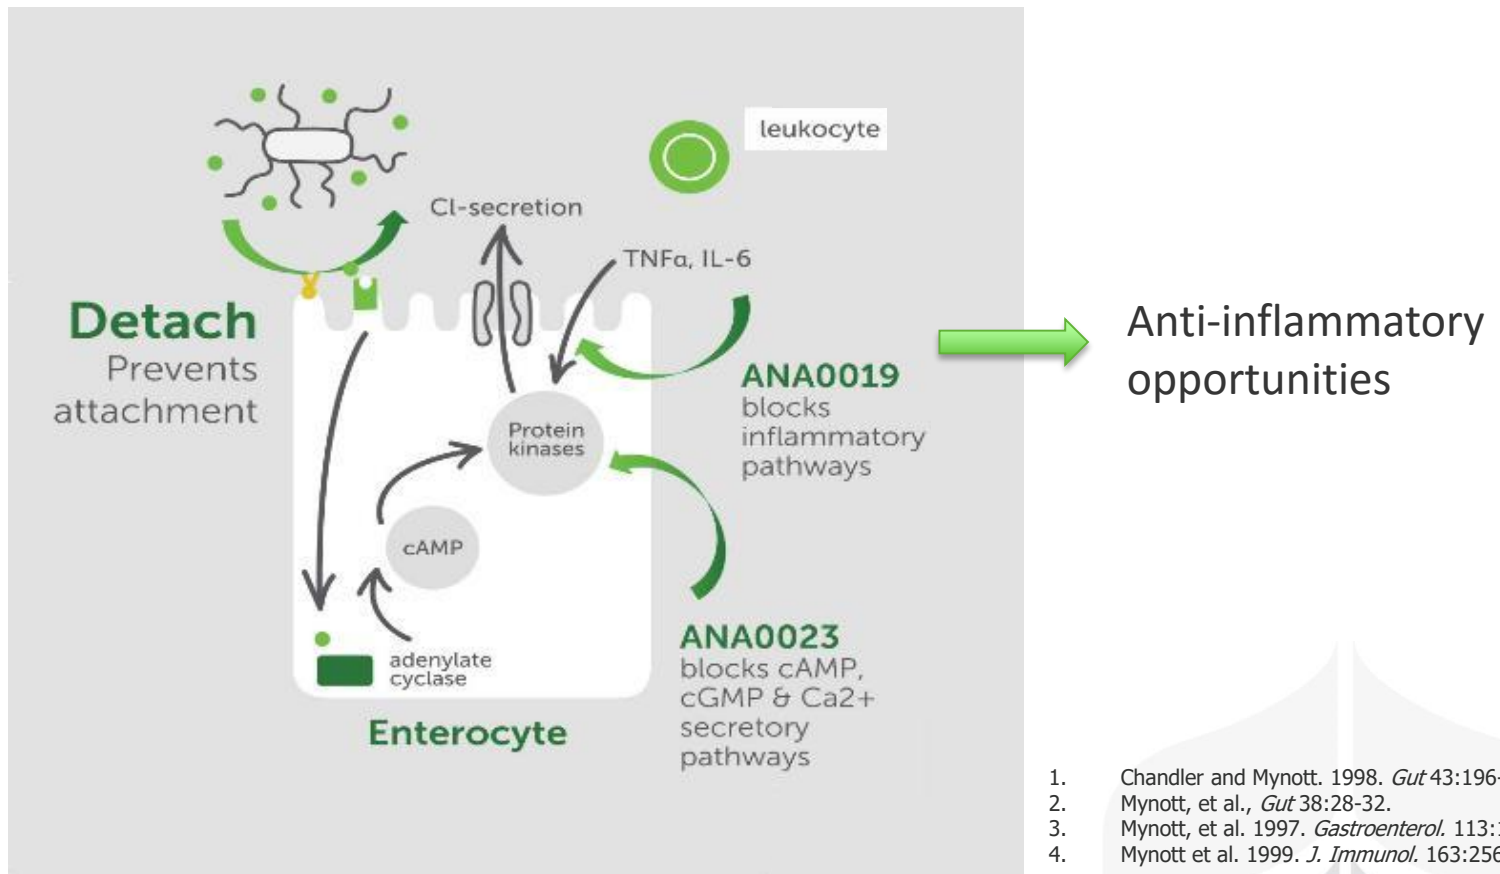 leukocyte
Cl-secretion
TNFα, IL-6
Detach
Prevents
attachment
ANA0019
blocks
inflammatory
pathways
Protein
kinases
cAMP
adenylate
cyclase
ANA0023
blocks cAMP,
cGMP & Ca2+
secretory
pathways
Enterocyte
Anti-inflammatory
opportunities
1. Chandler and Mynott. 1998. Gut 43:196-
2. Mynott, et al., Gut 38:28-32.
3. Mynott, et al. 1997. Gastroenterol. 113:
4. Mynott et al. 1999. J. Immunol. 163:256